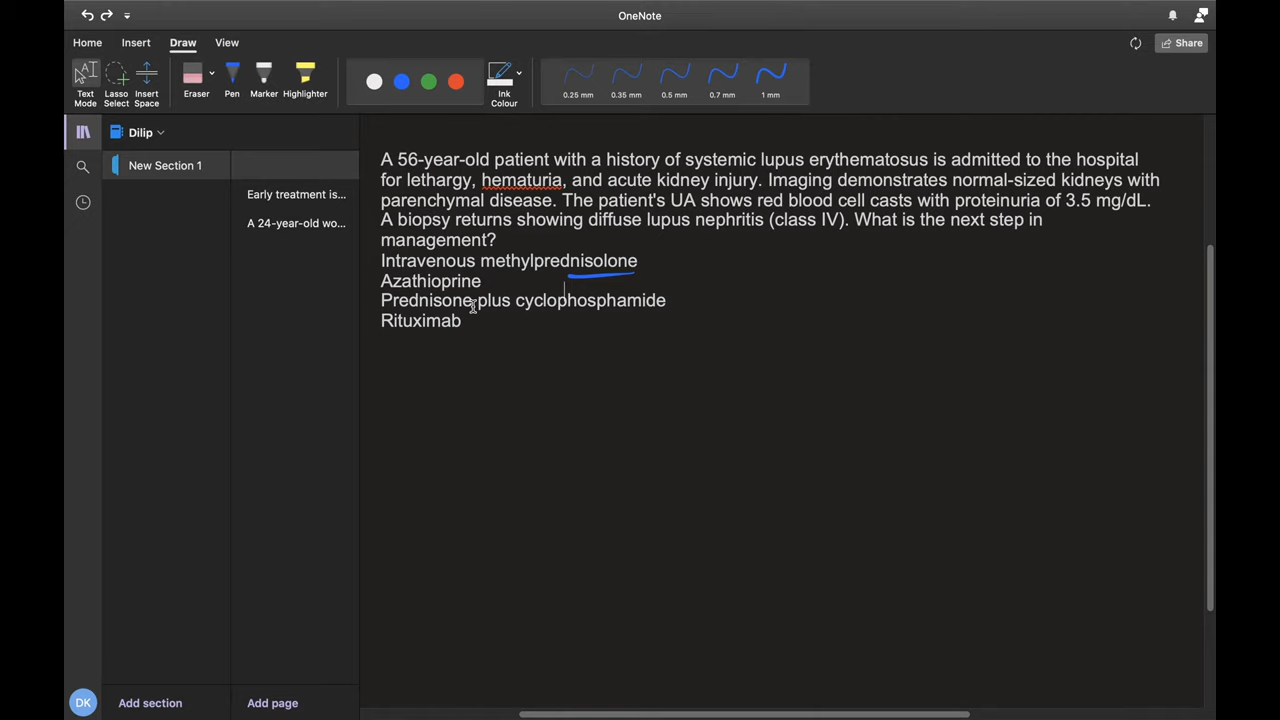 OneNote
Home
Insert
Draw
View
Share
Text Mode
Lasso Select
Insert Space
Eraser
Pen
Marker
Highlighter
Ink Colour
0.25 mm
0.35 mm
0.5 mm
0.7 mm
1 mm
Dilip
New Section 1
Early treatment is...
A 24-year-old wo...
A 56-year-old patient with a history of systemic lupus erythematosus is admitted to the hospital
for lethargy, hematuria, and acute kidney injury. Imaging demonstrates normal-sized kidneys with
parenchymal disease. The patient's UA shows red blood cell casts with proteinuria of 3.5 mg/dL.
A biopsy returns showing diffuse lupus nephritis (class IV). What is the next step in
management?
Intravenous methylprednisolone
Azathioprine
Prednisone plus cyclophosphamide
Rituximab
DK
Add section
Add page